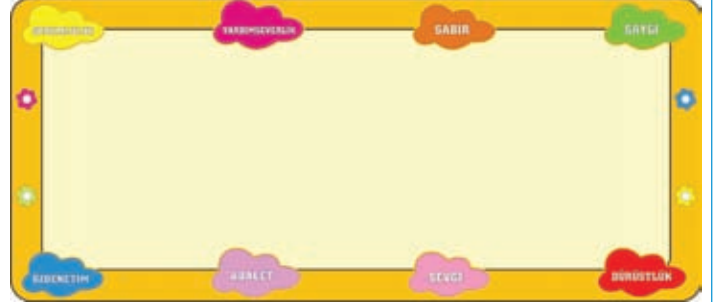 YARDIMSEVERLİK
SABIR
SAYGI
ÖZDENETİM
ADALET
SEVGİ
DÜRÜSTLÜK